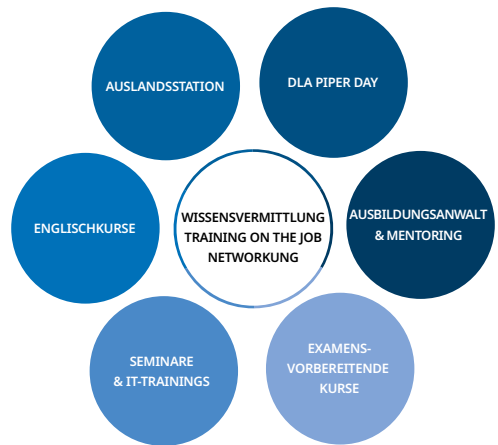 AUSLANDSSTATION
DLA PIPER DAY
ENGLISCHKURSE
WISSENSVERMITTLUNG
TRAINING ON THE JOB
NETWORKUNG
AUSBILDUNGSANWALT
& MENTORING
SEMINARE
& IT-TRAININGS
EXAMENS-
VORBEREITENDE
KURSE